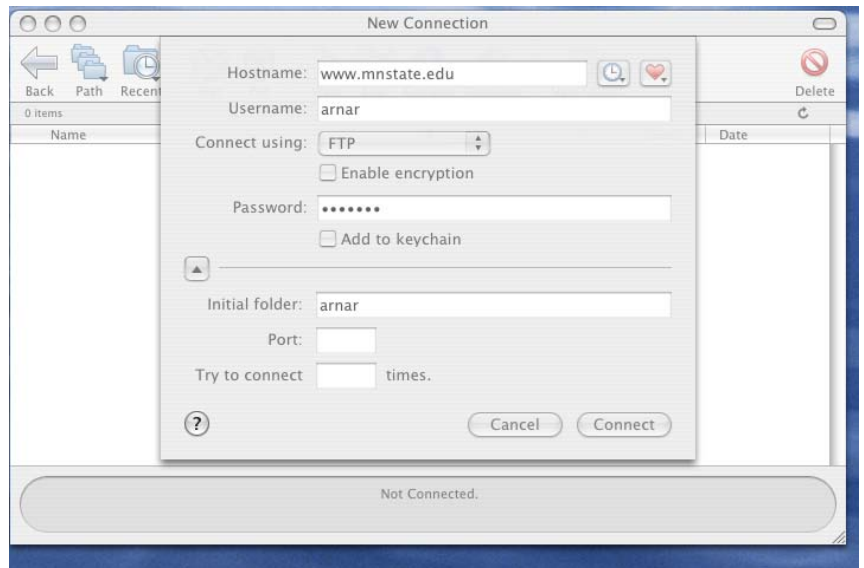 New Connection
Back Path Recent Delete
0 items
Name Date
Hostname: www.mnstate.edu
Username: arnar
Connect using: FTP
Enable encryption
Password: •••••••
Add to keychain
Initial folder: arnar
Port:
Try to connect times.
? Cancel Connect
Not Connected.